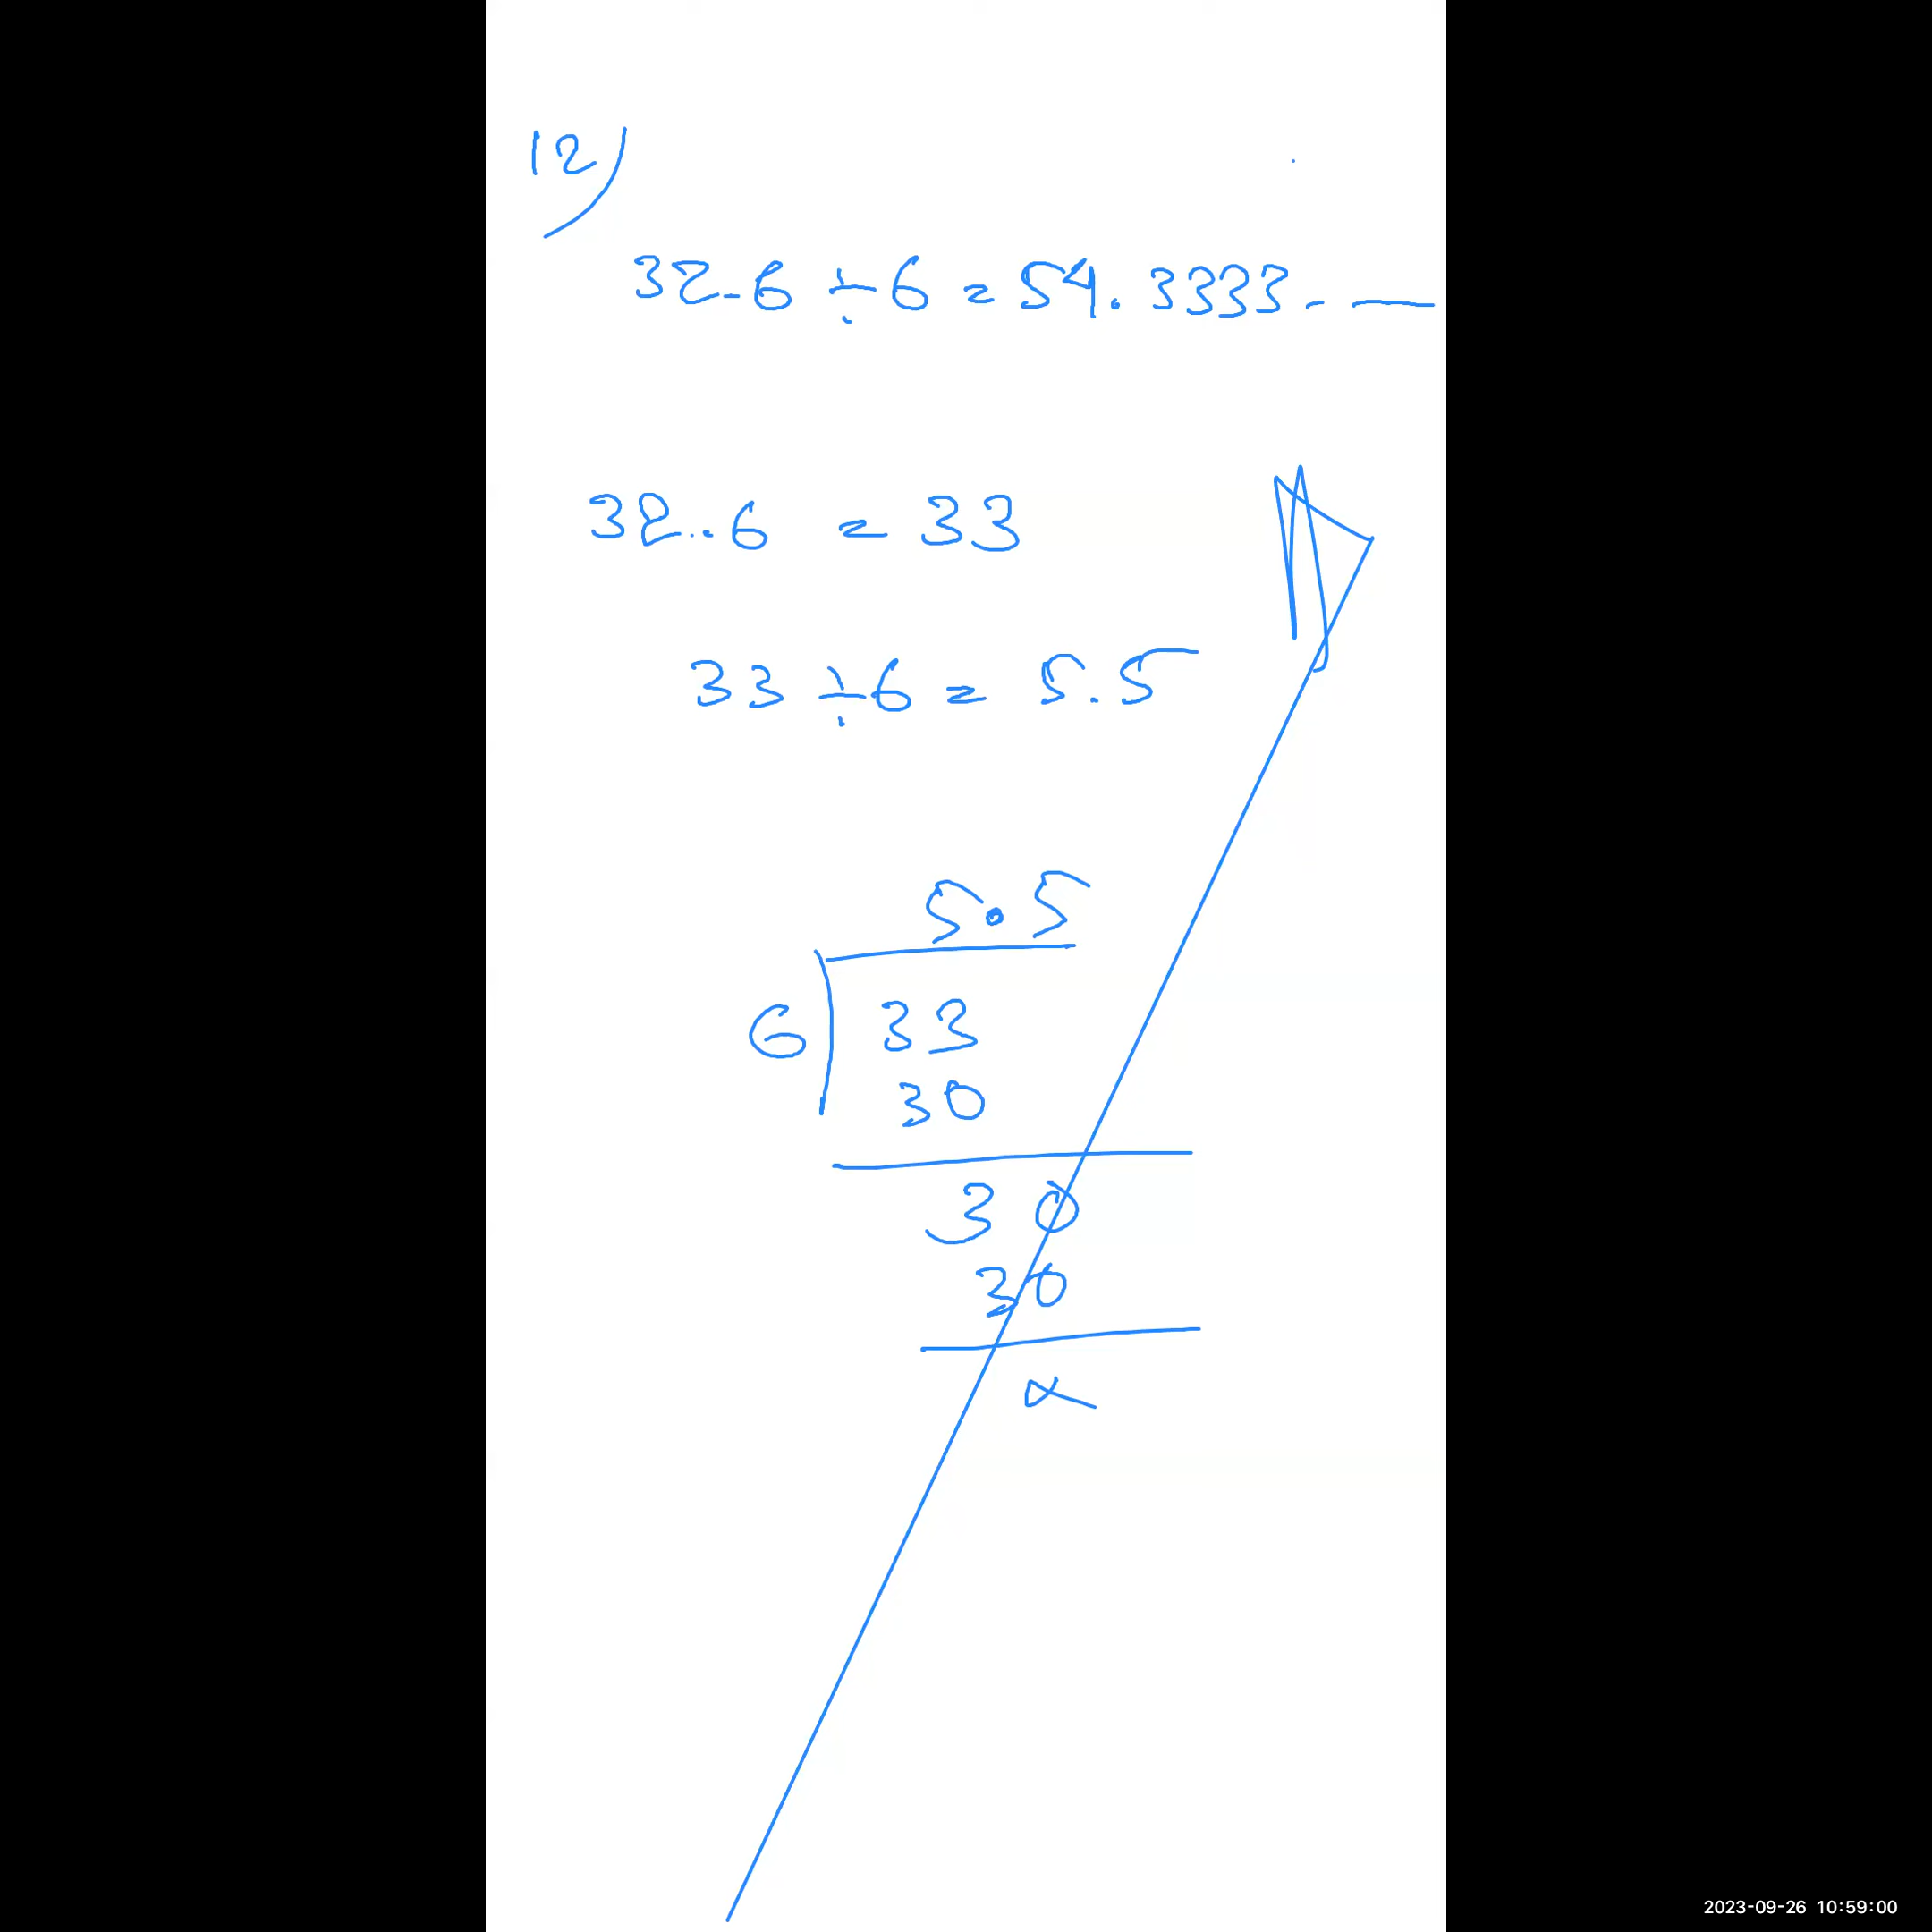 12)
32.6 ÷ 6 = 54.3333.. __
32..6 = 33
33 ÷ 6 = 5.5
5.5
6 33
30
30
30
2023-09-26 10:59:00